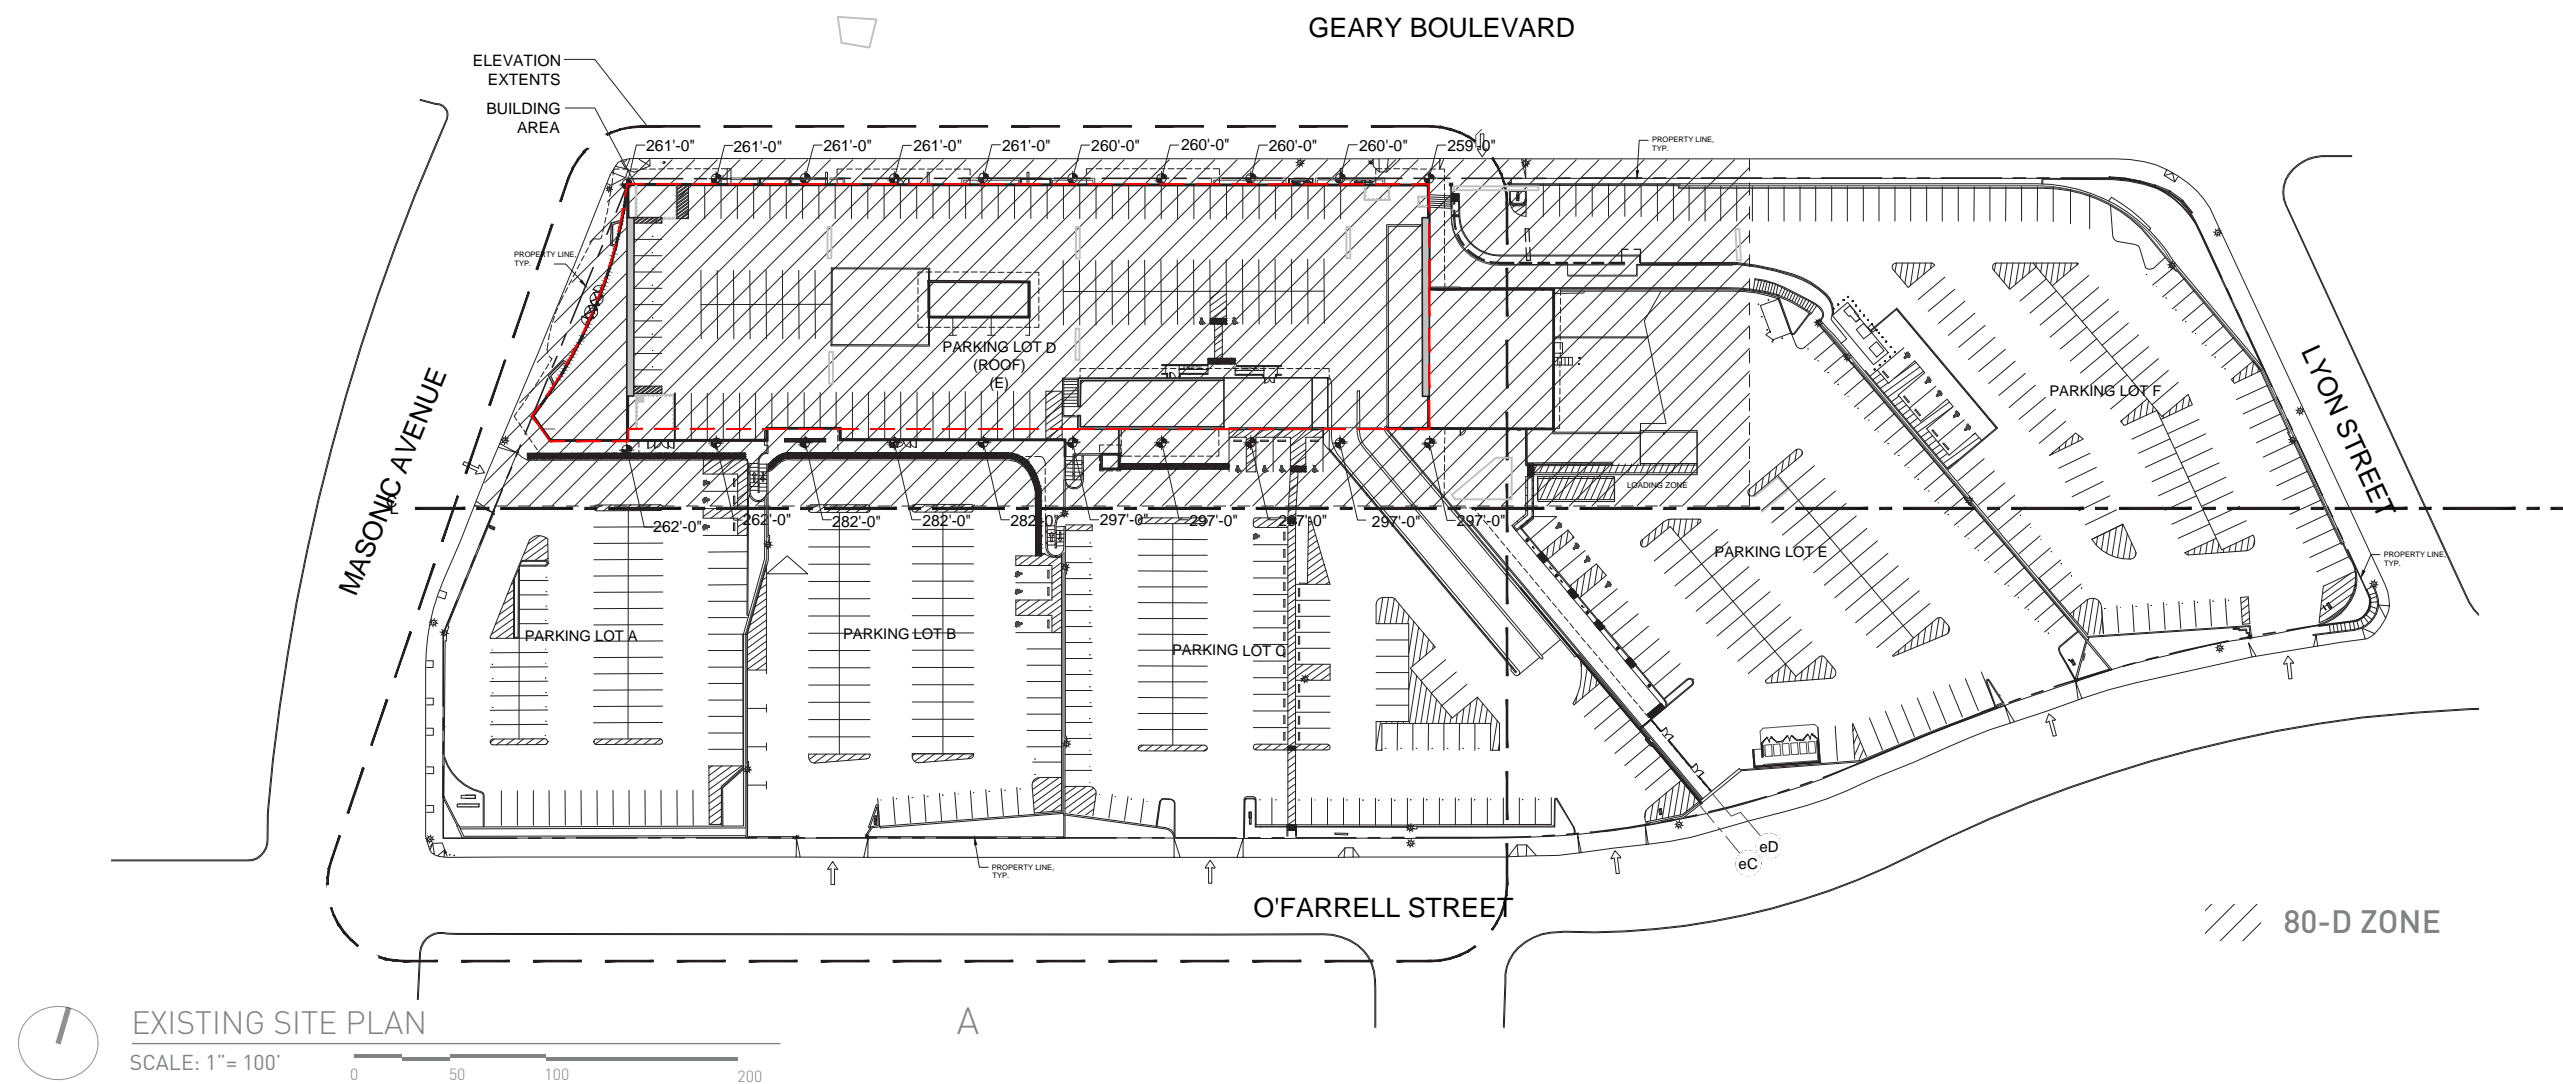 GEARY BOULEVARD
ELEVATION
EXTENTS
BUILDING
AREA
261'-0"
261'-0"
261'-0"
261'-0"
261'-0"
260'-0"
260'-0"
260'-0"
260'-0"
259'-0"
PROPERTY LINE,
TYP.
PROPERTY LINE,
TYP.
PARKING LOT D
(ROOF)
(E)
PARKING LOT F
LYON STREET
MASONIC AVENUE
LOADING ZONE
262'-0"
262'-0"
282'-0"
282'-0"
282'-0"
297'-0"
297'-0"
297'-0"
297'-0"
297'-0"
PARKING LOT E
PROPERTY LINE,
TYP.
PARKING LOT A
PARKING LOT B
PARKING LOT C
PROPERTY LINE,
TYP.
eD
eC
O'FARRELL STREET
80-D ZONE
EXISTING SITE PLAN
A
SCALE: 1"= 100'
0
50
100
200